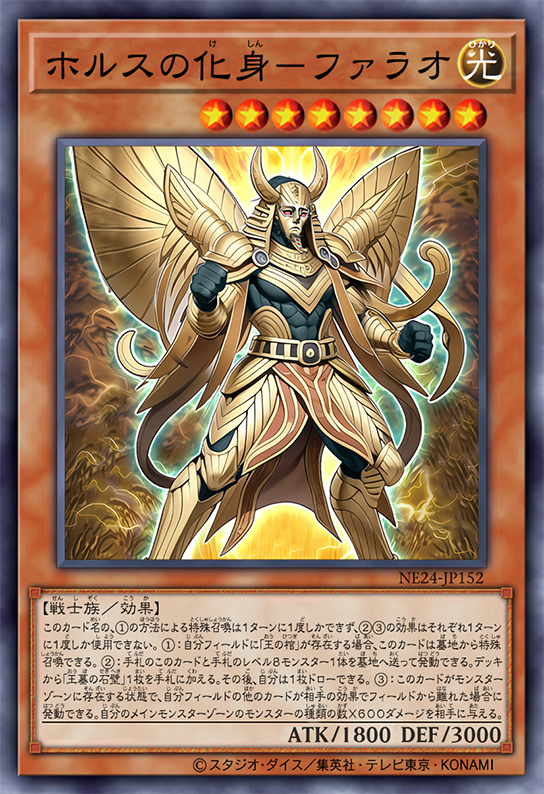 ホルスの化身－ファラオ
光
NE24-JP152
【戦士族／効果】
このカード名の、①の方法による特殊召喚は1ターンに1度しかできず、②③の効果はそれぞれ1ターン
に1度しか使用できない。①：自分フィールドに「王の棺」が存在する場合、このカードは墓地から特殊
召喚できる。②：手札のこのカードと手札のレベル8モンスター1体を墓地へ送って発動できる。デッキ
から「王墓の石壁」1枚を手札に加える。その後、自分は1枚ドローできる。③：このカードがモンスター
ゾーンに存在する状態で、自分フィールドの他のカードが相手の効果でフィールドから離れた場合に
発動できる。自分のメインモンスターゾーンのモンスターの種類の数×600ダメージを相手に与える。
ATK/1800 DEF/3000
©スタジオ・ダイス／集英社・テレビ東京・KONAMI